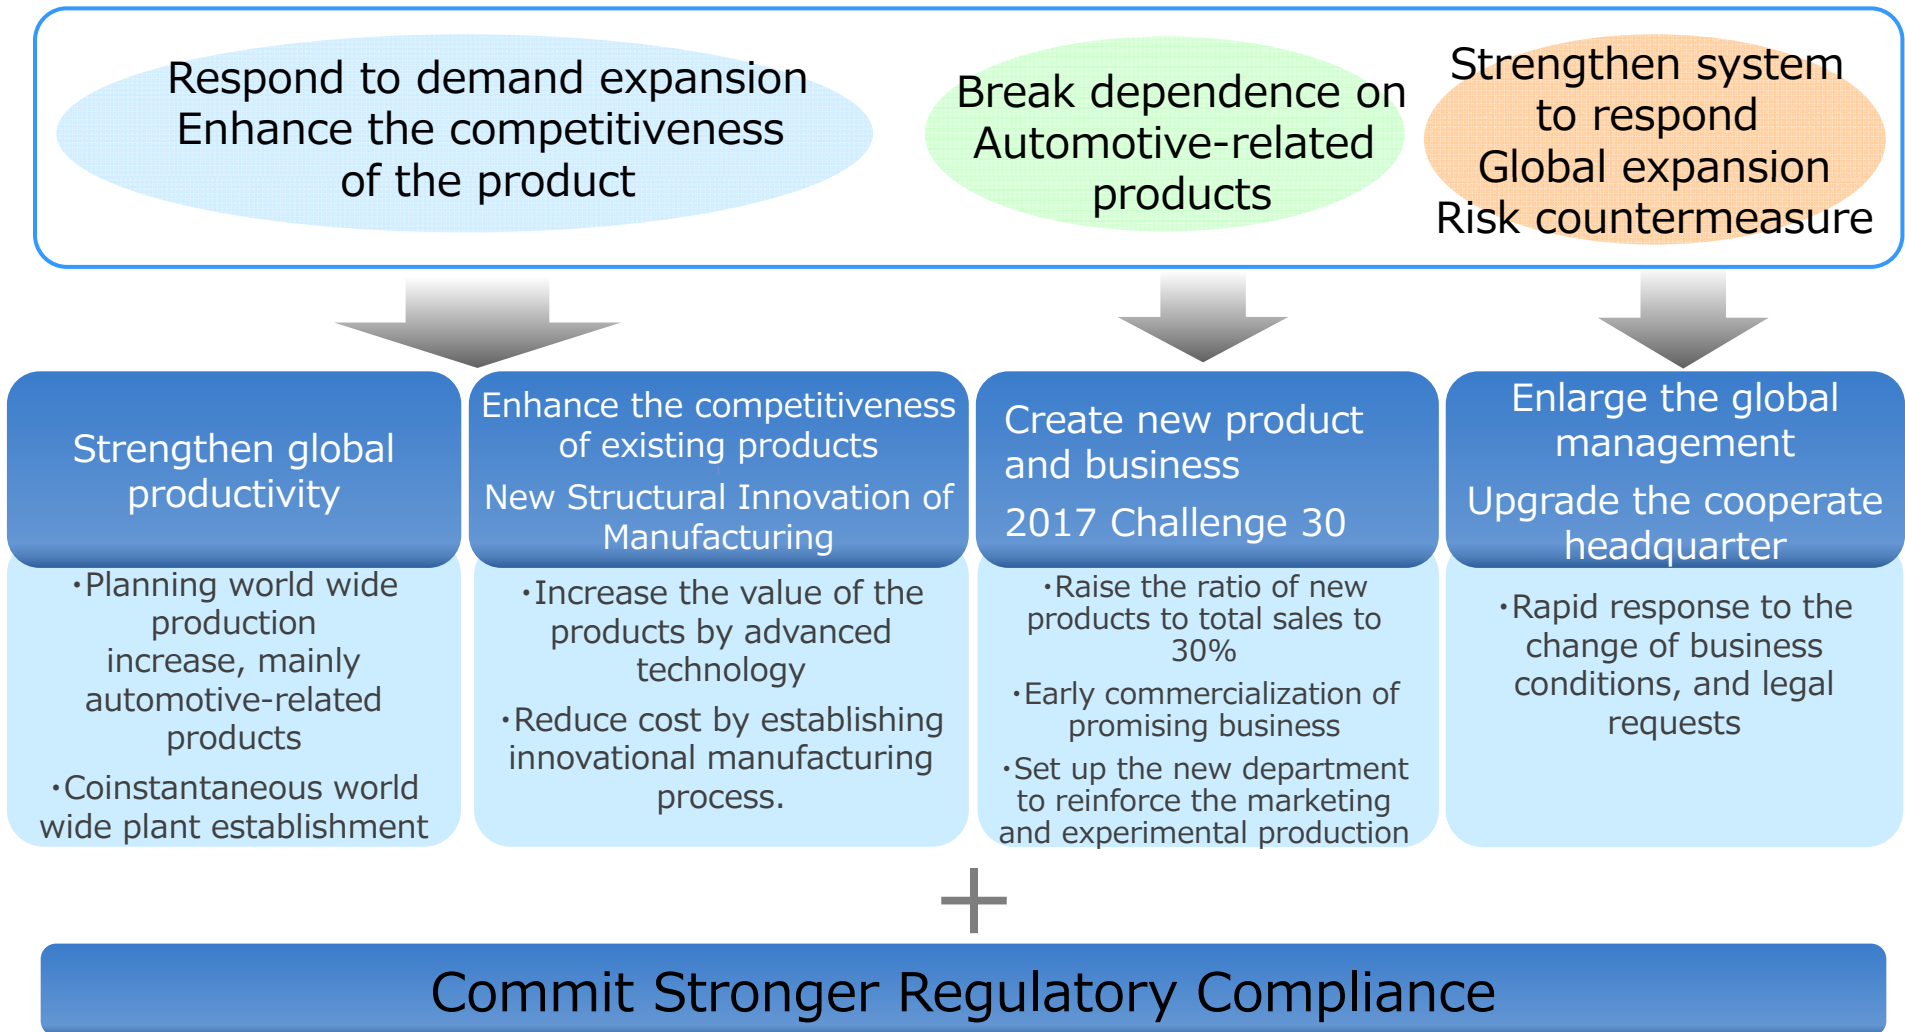 Respond to demand expansion
Enhance the competitiveness
of the product
Break dependence on
Automotive-related
products
Strengthen system
to respond
Global expansion
Risk countermeasure
Strengthen global
productivity
・Planning world wide
production
increase, mainly
automotive-related
products
・Coinstantaneous world
wide plant establishment
Enhance the competitiveness
of existing products
New Structural Innovation of
Manufacturing
・Increase the value of the
products by advanced
technology
・Reduce cost by establishing
innovational manufacturing
process.
Create new product
and business
2017 Challenge 30
・Raise the ratio of new
products to total sales to
30%
・Early commercialization of
promising business
・Set up the new department
to reinforce the marketing
and experimental production
Enlarge the global
management
Upgrade the cooperate
headquarter
・Rapid response to the
change of business
conditions, and legal
requests
+
Commit Stronger Regulatory Compliance